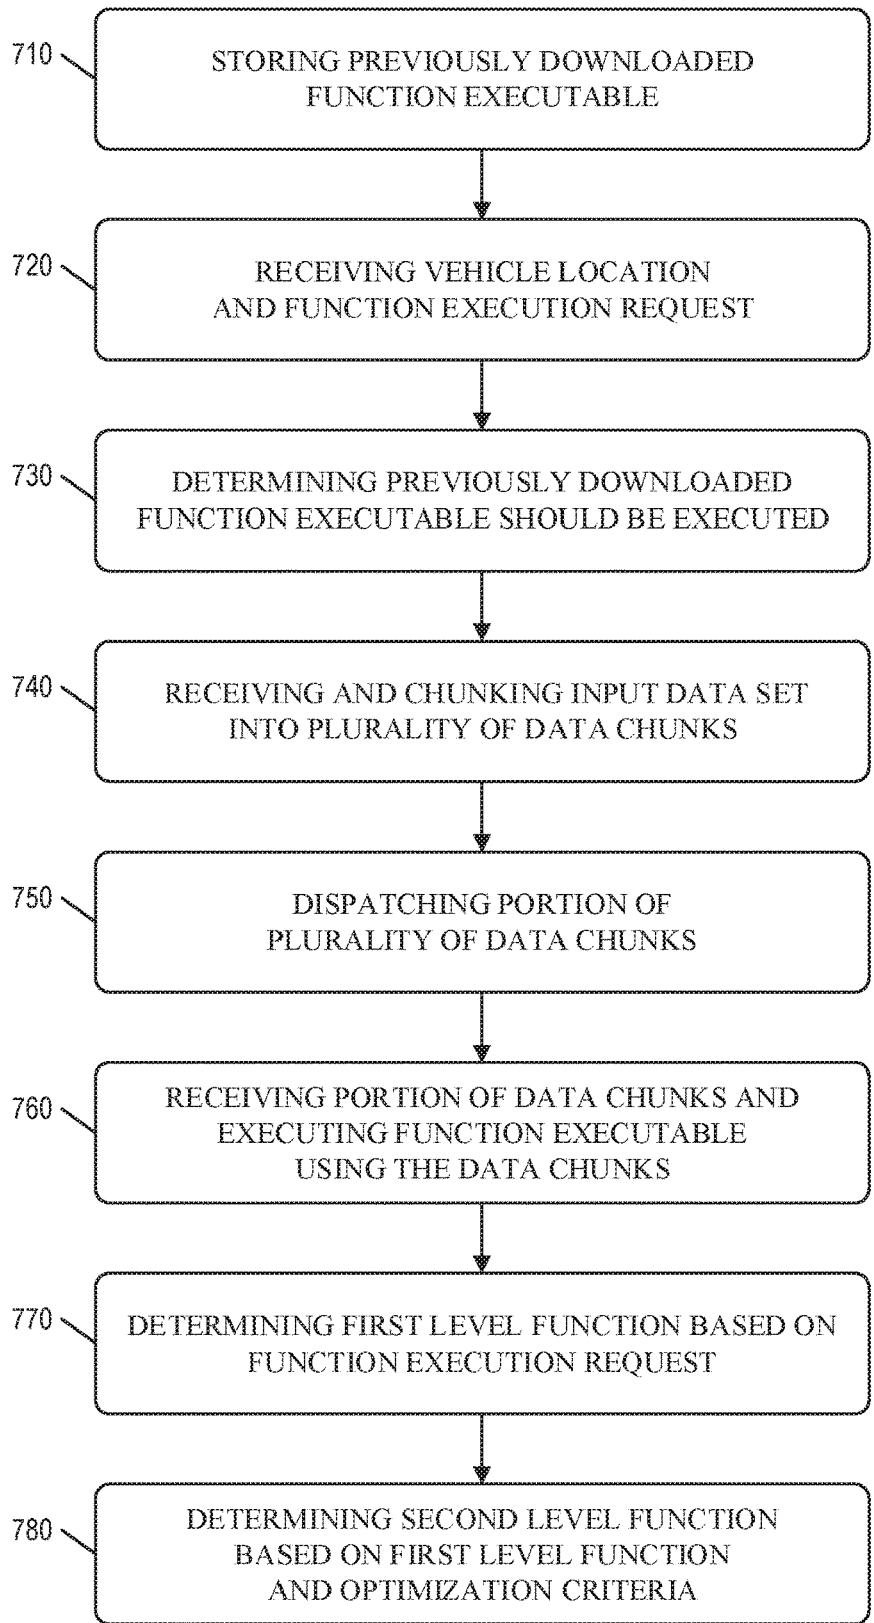 710
STORING PREVIOUSLY DOWNLOADED
FUNCTION EXECUTABLE
720
RECEIVING VEHICLE LOCATION
AND FUNCTION EXECUTION REQUEST
730
DETERMINING PREVIOUSLY DOWNLOADED
FUNCTION EXECUTABLE SHOULD BE EXECUTED
740
RECEIVING AND CHUNKING INPUT DATA SET
INTO PLURALITY OF DATA CHUNKS
750
DISPATCHING PORTION OF
PLURALITY OF DATA CHUNKS
760
RECEIVING PORTION OF DATA CHUNKS AND
EXECUTING FUNCTION EXECUTABLE
USING THE DATA CHUNKS
770
DETERMINING FIRST LEVEL FUNCTION BASED ON
FUNCTION EXECUTION REQUEST
780
DETERMINING SECOND LEVEL FUNCTION
BASED ON FIRST LEVEL FUNCTION
AND OPTIMIZATION CRITERIA